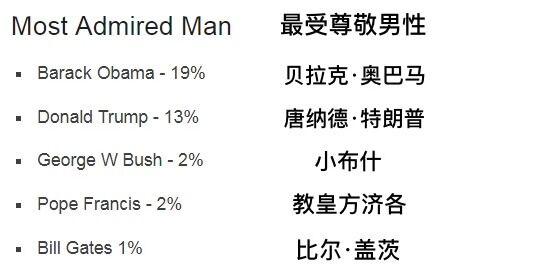 Most Admired Man 最受尊敬男性
Barack Obama - 19% 贝拉克·奥巴马
Donald Trump - 13% 唐纳德·特朗普
George W Bush - 2% 小布什
Pope Francis - 2% 教皇方济各
Bill Gates 1% 比尔·盖茨